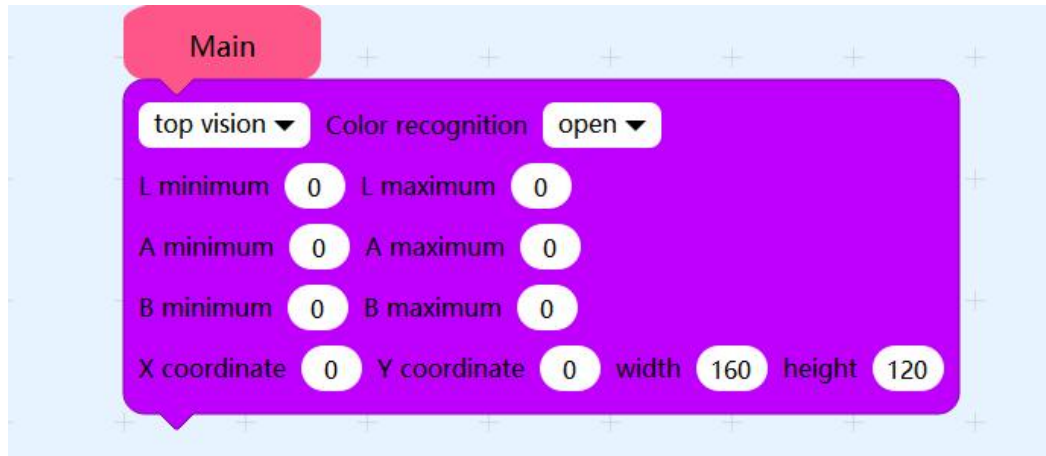 Main
top vision Color recognition open
L minimum 0 L maximum 0
A minimum 0 A maximum 0
B minimum 0 B maximum 0
X coordinate 0 Y coordinate 0 width 160 height 120